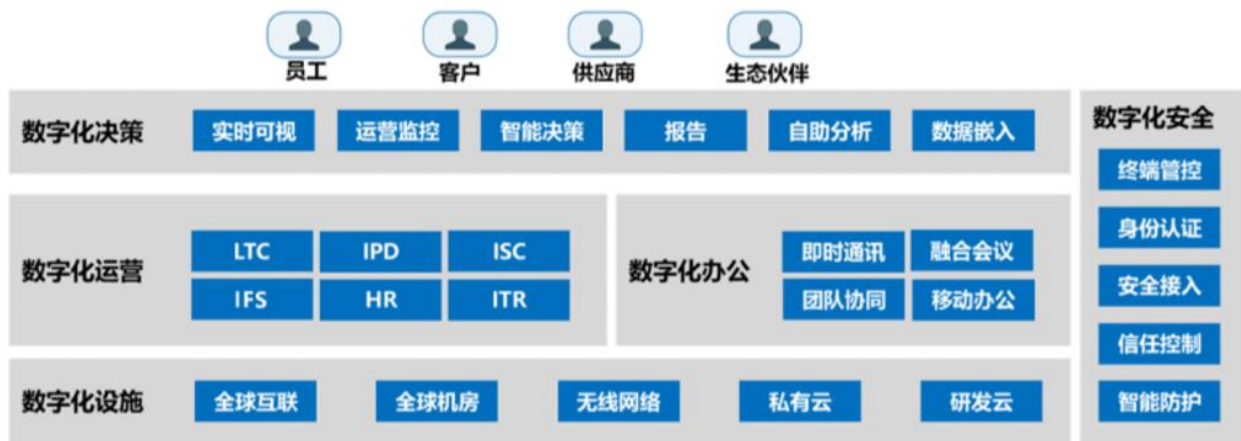 员工 客户 供应商 生态伙伴
数字化决策 实时可视 运营监控 智能决策 报告 自助分析 数据嵌入
数字化运营
LTC IPD ISC
IFS HR ITR
数字化办公
即时通讯 融合会议
团队协同 移动办公
数字化设施 全球互联 全球机房 无线网络 私有云 研发云
数字化安全
终端管控
身份认证
安全接入
信任控制
智能防护